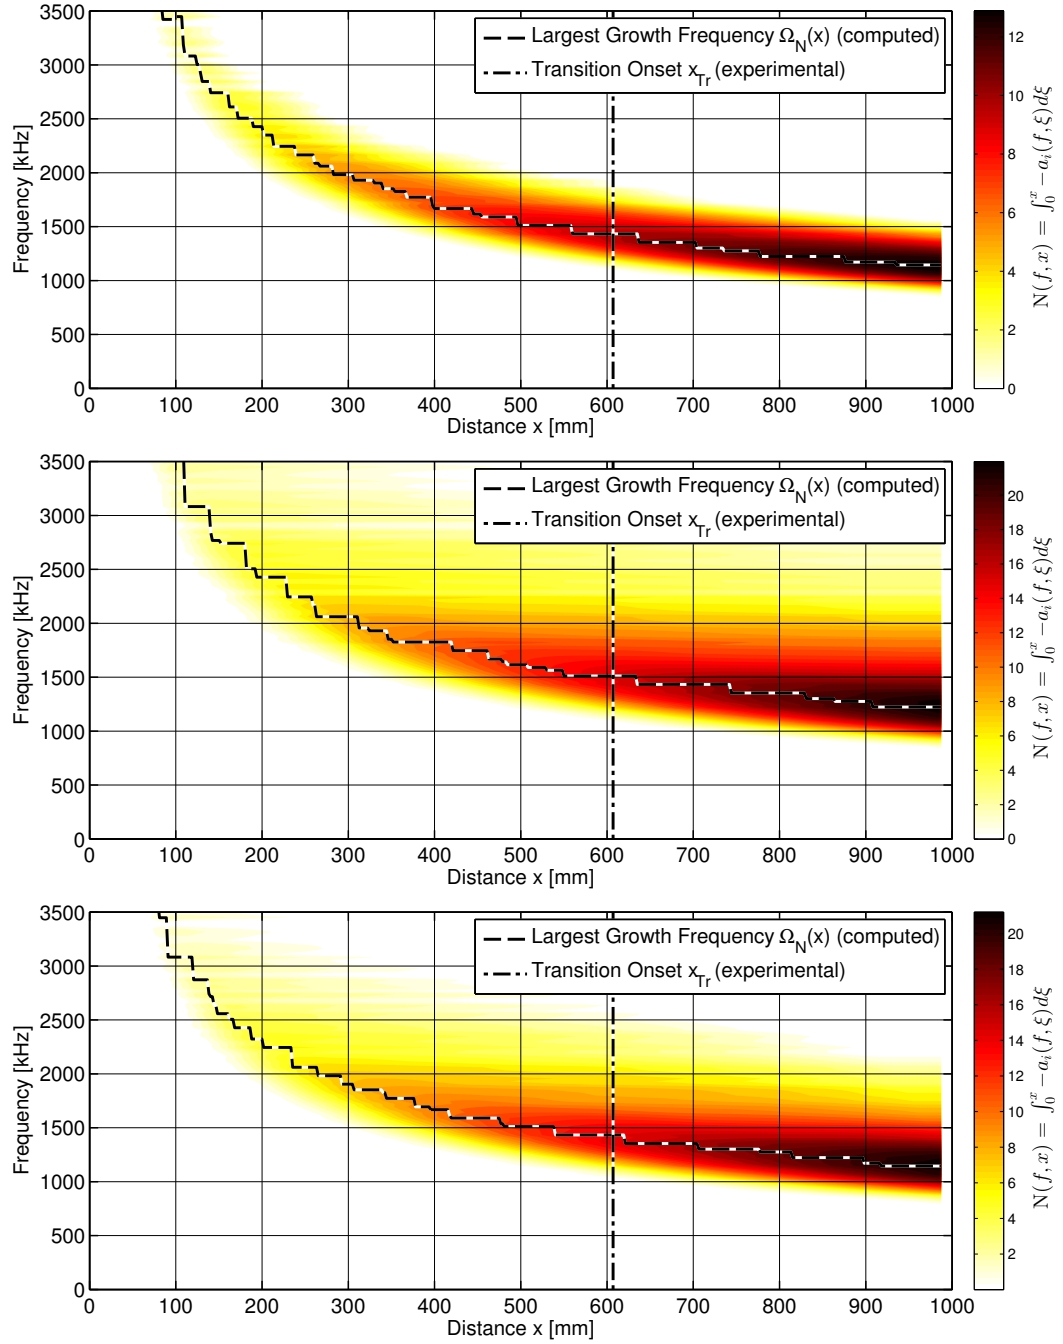 3500
3000
2500
2000
1500
1000
500
0
Frequency [kHz]
Largest Growth Frequency Ω_N(x) (computed)
Transition Onset x_Tr (experimental)
0 100 200 300 400 500 600 700 800 900 1000
Distance x [mm]
12
10
8
6
4
2
0
N(f, x) = ∫_0^x −a_i(f, ξ)dξ
3500
3000
2500
2000
1500
1000
500
0
Frequency [kHz]
Largest Growth Frequency Ω_N(x) (computed)
Transition Onset x_Tr (experimental)
0 100 200 300 400 500 600 700 800 900 1000
Distance x [mm]
20
18
16
14
12
10
8
6
4
2
0
N(f, x) = ∫_0^x −a_i(f, ξ)dξ
3500
3000
2500
2000
1500
1000
500
0
Frequency [kHz]
Largest Growth Frequency Ω_N(x) (computed)
Transition Onset x_Tr (experimental)
0 100 200 300 400 500 600 700 800 900 1000
Distance x [mm]
20
18
16
14
12
10
8
6
4
2
N(f, x) = ∫_0^x −a_i(f, ξ)dξ